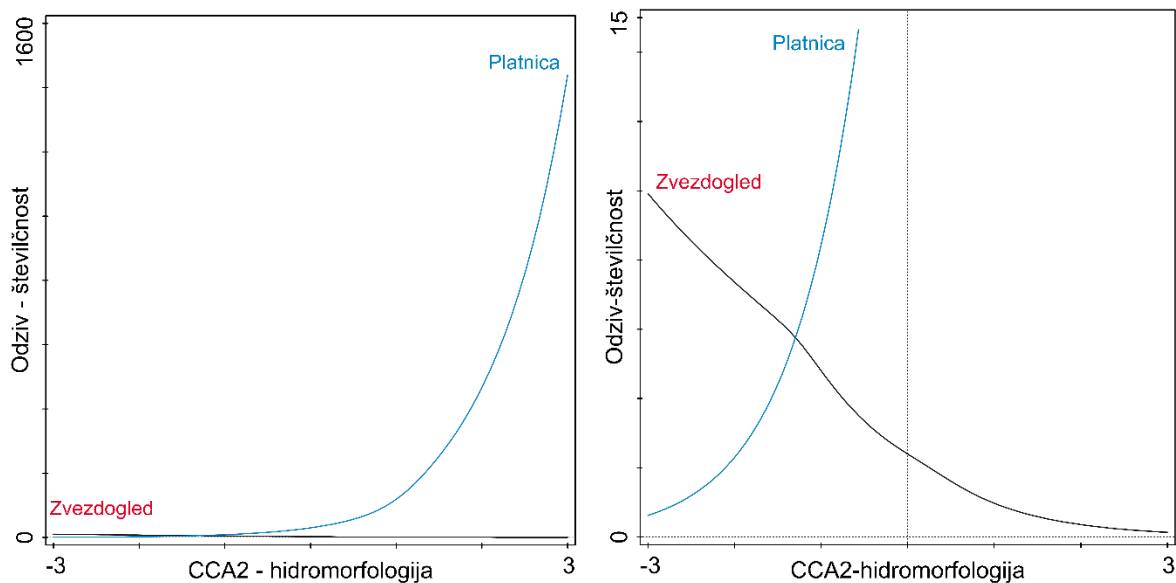 1600
Platnica
Odziv - številčnost
Zvezdogled
0
-3
CCA2 - hidromorfologija
3
15
Platnica
Zvezdogled
Odziv-številčnost
0
-3
CCA2-hidromorfologija
3